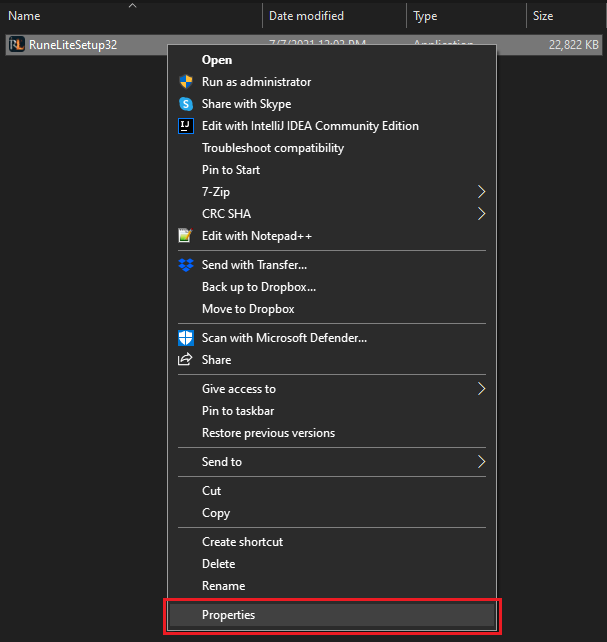 Name Date modified Type Size
RuneLiteSetup32 7/7/2021 12:03 PM Application 22,822 KB
Open
Run as administrator
Share with Skype
Edit with IntelliJ IDEA Community Edition
Troubleshoot compatibility
Pin to Start
7-Zip
CRC SHA
Edit with Notepad++
Send with Transfer...
Back up to Dropbox...
Move to Dropbox
Scan with Microsoft Defender...
Share
Give access to
Pin to taskbar
Restore previous versions
Send to
Cut
Copy
Create shortcut
Delete
Rename
Properties